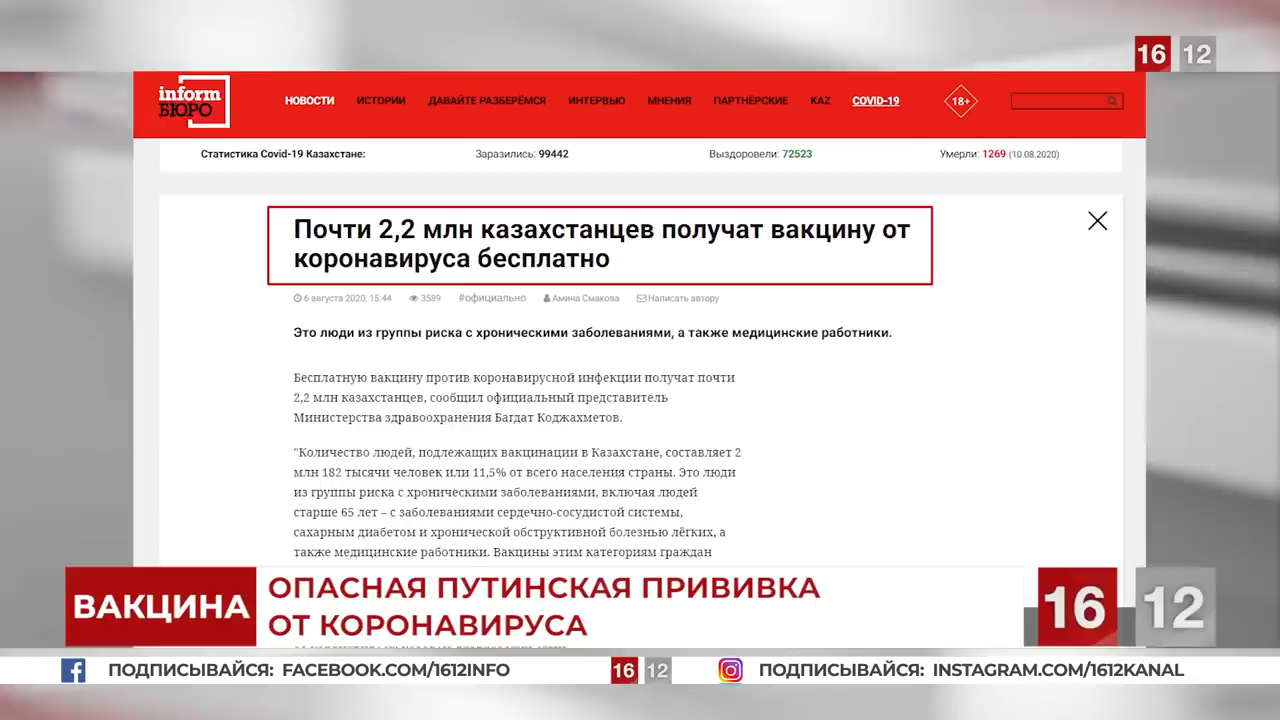 16 12
inform
БЮРО
НОВОСТИ ИСТОРИИ ДАВАЙТЕ РАЗБЕРЁМСЯ ИНТЕРВЬЮ МНЕНИЯ ПАРТНЁРСКИЕ KAZ COVID-19 18+
Статистика Covid-19 Казахстане: Заразились: 99442 Выздоровели: 72523 Умерли: 1269 (10.08.2020)
Почти 2,2 млн казахстанцев получат вакцину от
коронавируса бесплатно
6 августа 2020, 15:44 3589 #официально Амина Смакова Написать автору
Это люди из группы риска с хроническими заболеваниями, а также медицинские работники.
Бесплатную вакцину против коронавирусной инфекции получат почти
2,2 млн казахстанцев, сообщил официальный представитель
Министерства здравоохранения Багдат Коджахметов.
"Количество людей, подлежащих вакцинации в Казахстане, составляет 2
млн 182 тысячи человек или 11,5% от всего населения страны. Это люди
из группы риска с хроническими заболеваниями, включая людей
старше 65 лет – с заболеваниями сердечно-сосудистой системы,
сахарным диабетом и хронической обструктивной болезнью лёгких, а
также медицинские работники. Вакцины этим категориям граждан
ВАКЦИНА
ОПАСНАЯ ПУТИНСКАЯ ПРИВИВКА
ОТ КОРОНАВИРУСА
16 12
ПОДПИСЫВАЙСЯ: FACEBOOK.COM/1612INFO 16 12 ПОДПИСЫВАЙСЯ: INSTAGRAM.COM/1612KANAL